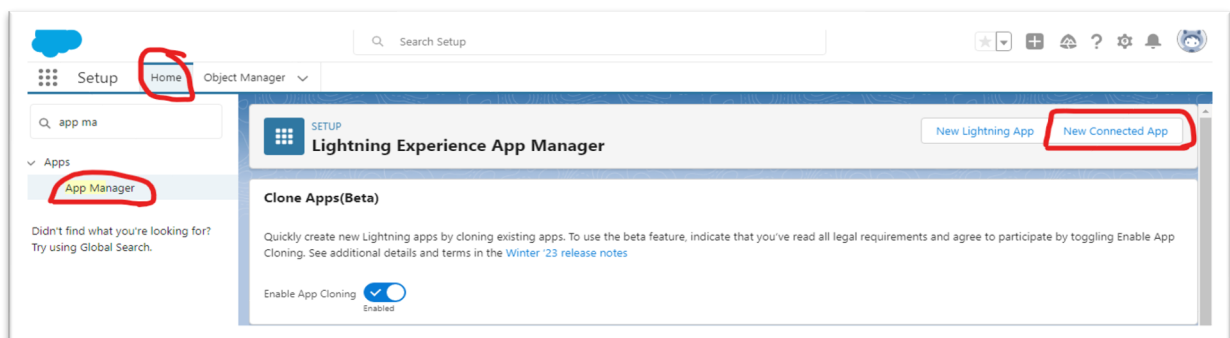 Search Setup
Setup Home Object Manager
app ma
Apps
App Manager
Didn't find what you're looking for?
Try using Global Search.
SETUP
Lightning Experience App Manager
New Lightning App New Connected App
Clone Apps(Beta)
Quickly create new Lightning apps by cloning existing apps. To use the beta feature, indicate that you've read all legal requirements and agree to participate by toggling Enable App
Cloning. See additional details and terms in the Winter '23 release notes
Enable App Cloning
Enabled